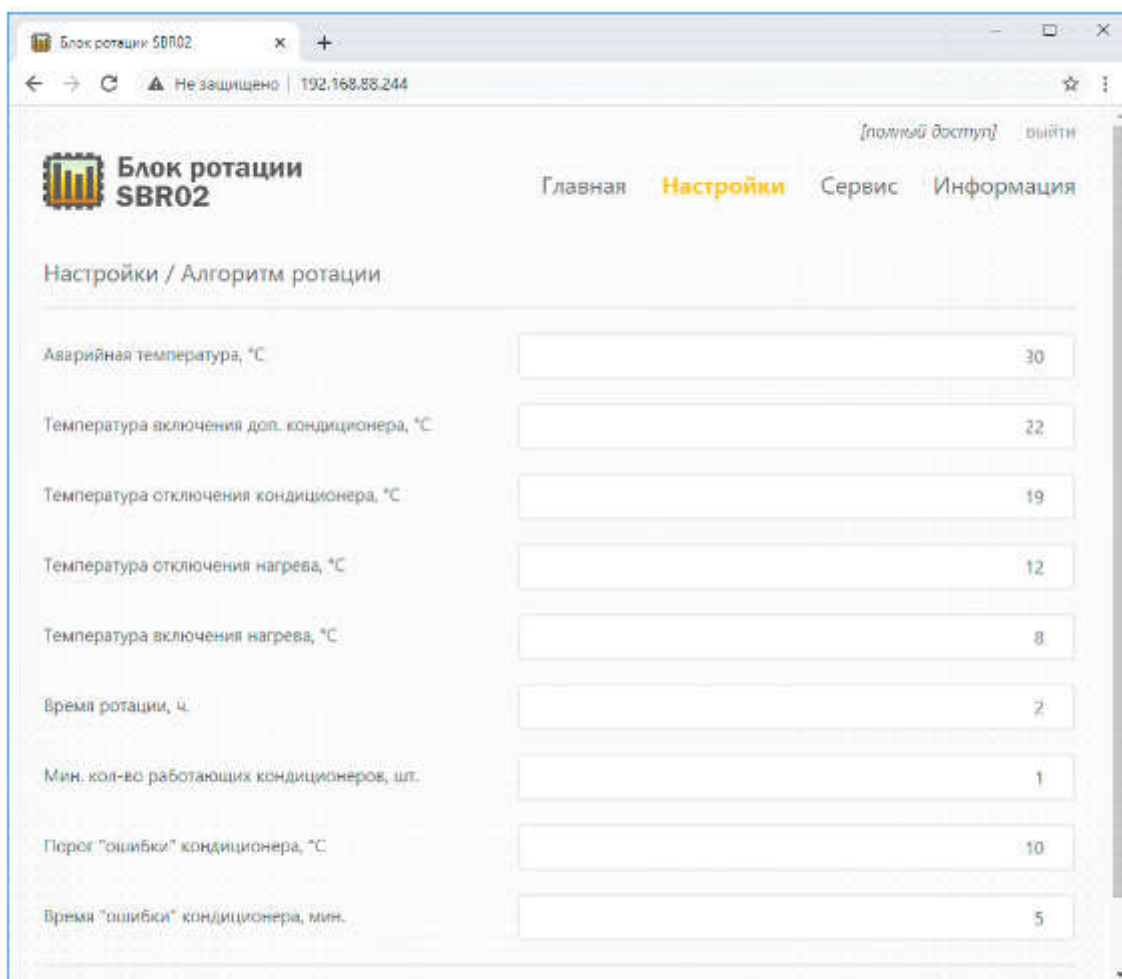 Блок ротации SBR02
Не защищено | 192.168.88.244
[полный доступ] выйти
Блок ротации
SBR02
Главная Настройки Сервис Информация
Настройки / Алгоритм ротации
Аварийная температура, °C 30
Температура включения доп. кондиционера, °C 22
Температура отключения кондиционера, °C 19
Температура отключения нагрева, °C 12
Температура включения нагрева, °C 8
Время ротации, ч. 2
Мин. кол-во работающих кондиционеров, шт. 1
Порог "ошибки" кондиционера, °C 10
Время "ошибки" кондиционера, мин. 5